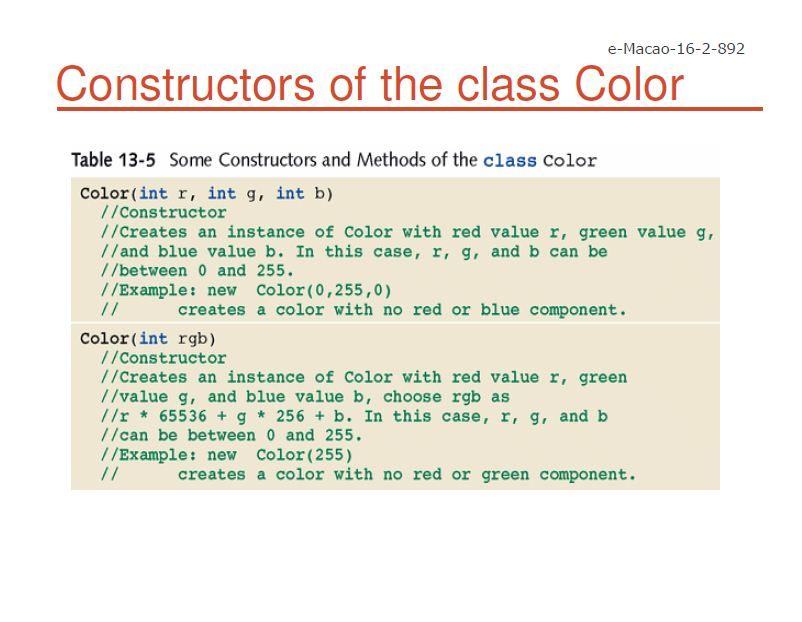 e-Macao-16-2-892
Constructors of the class Color
Table 13-5 Some Constructors and Methods of the class Color
Color(int r, int g, int b)
//Constructor
//Creates an instance of Color with red value r, green value g,
//and blue value b. In this case, r, g, and b can be
//between 0 and 255.
//Example: new Color(0,255,0)
// creates a color with no red or blue component.
Color(int rgb)
//Constructor
//Creates an instance of Color with red value r, green
//value g, and blue value b, choose rgb as
//r * 65536 + g * 256 + b. In this case, r, g, and b
//can be between 0 and 255.
//Example: new Color(255)
// creates a color with no red or green component.